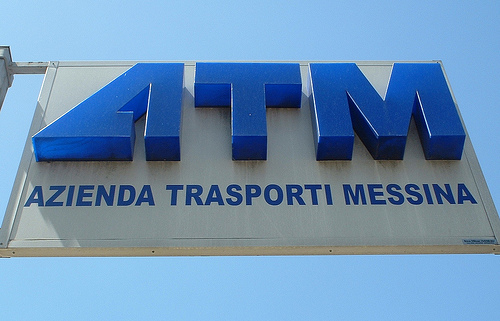 ATM
AZIENDA TRASPORTI MESSINA